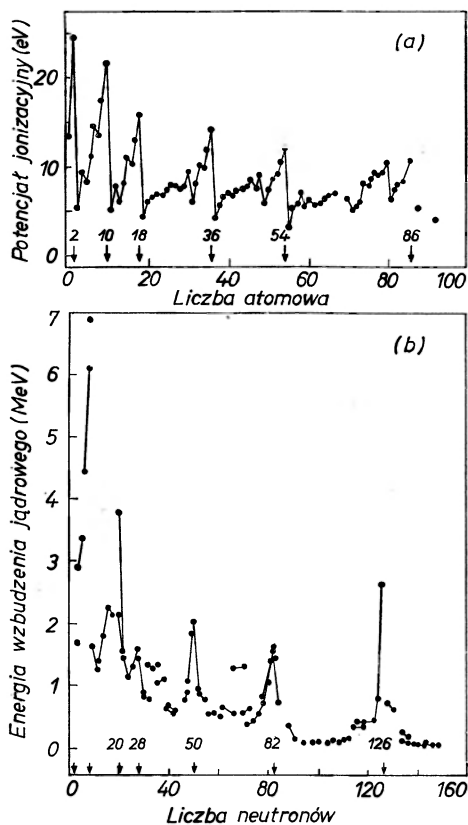 (a)
Potencjał jonizacyjny (eV)
20
10
0
2 10 18 36 54 86
0 20 40 60 80 100
Liczba atomowa
(b)
Energia wzbudzenia jądrowego (MeV)
7
6
5
4
3
2
1
0
20 28 50 82 126
0 40 80 120 160
Liczba neutronów